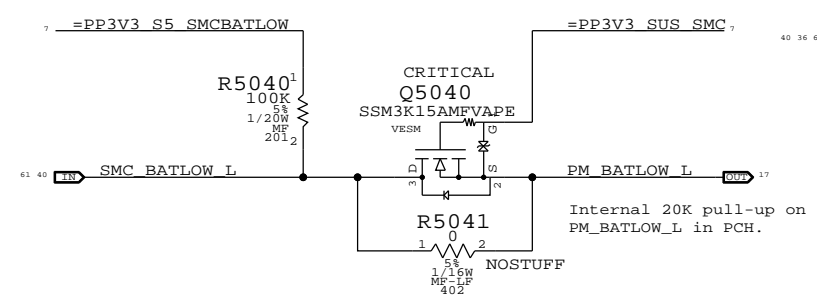 7 =PP3V3_S5_SMCBATLOW
=PP3V3_SUS_SMC 7
40 36 6
R5040 1
100K
5%
1/20W
MF
201 2
CRITICAL
Q5040
SSM3K15AMFVAPE
VESM
G 1
61 40 IN SMC_BATLOW_L
3 D
S 2
PM_BATLOW_L OUT 17
R5041
1 0 2
5%
1/16W
MF-LF
402
NOSTUFF
Internal 20K pull-up on
PM_BATLOW_L in PCH.